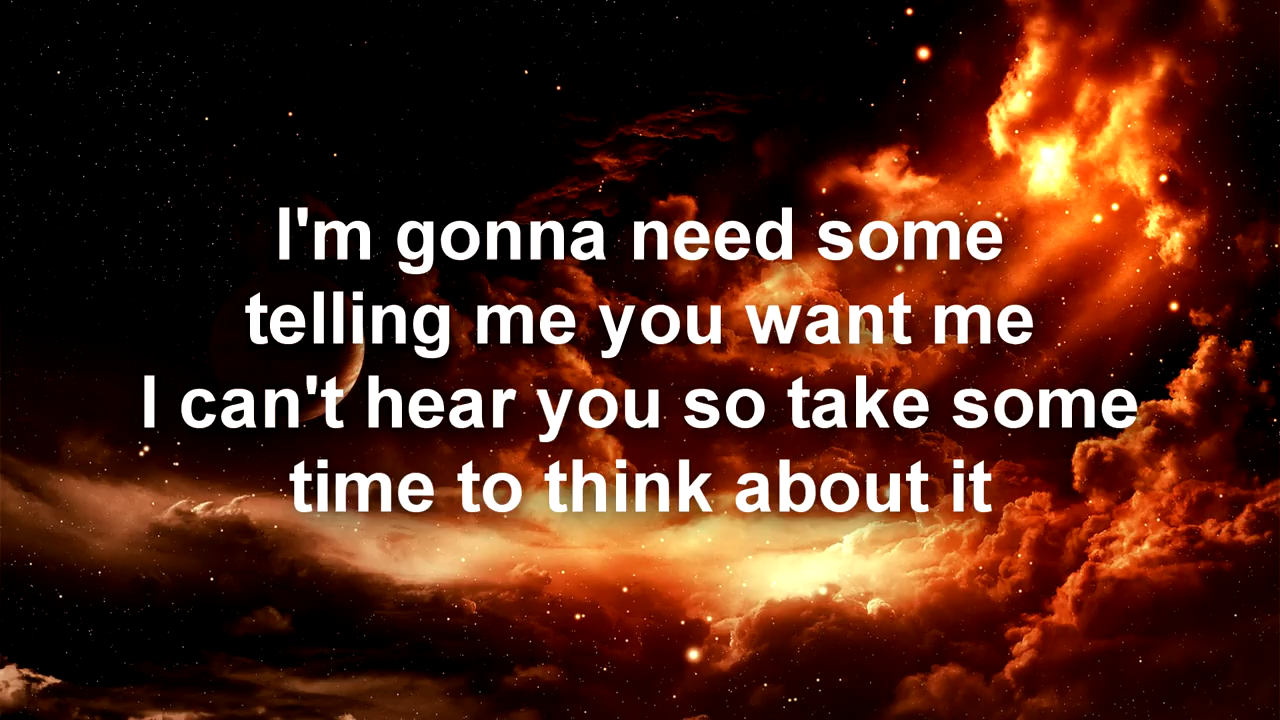 I'm gonna need some
telling me you want me
I can't hear you so take some
time to think about it